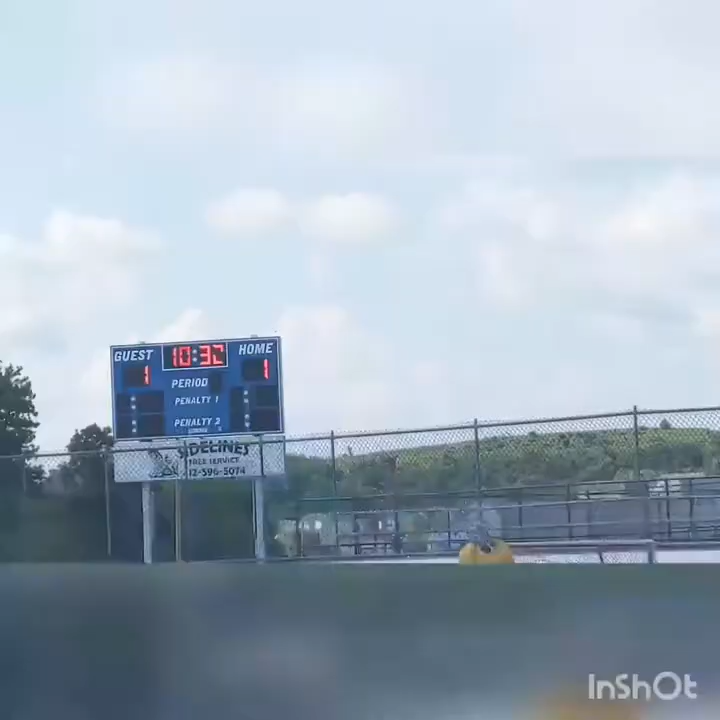 GUEST 10:32 HOME
1 1
PERIOD
PENALTY 1
PENALTY 2
SIDELINES
TREE SERVICE
InShOt